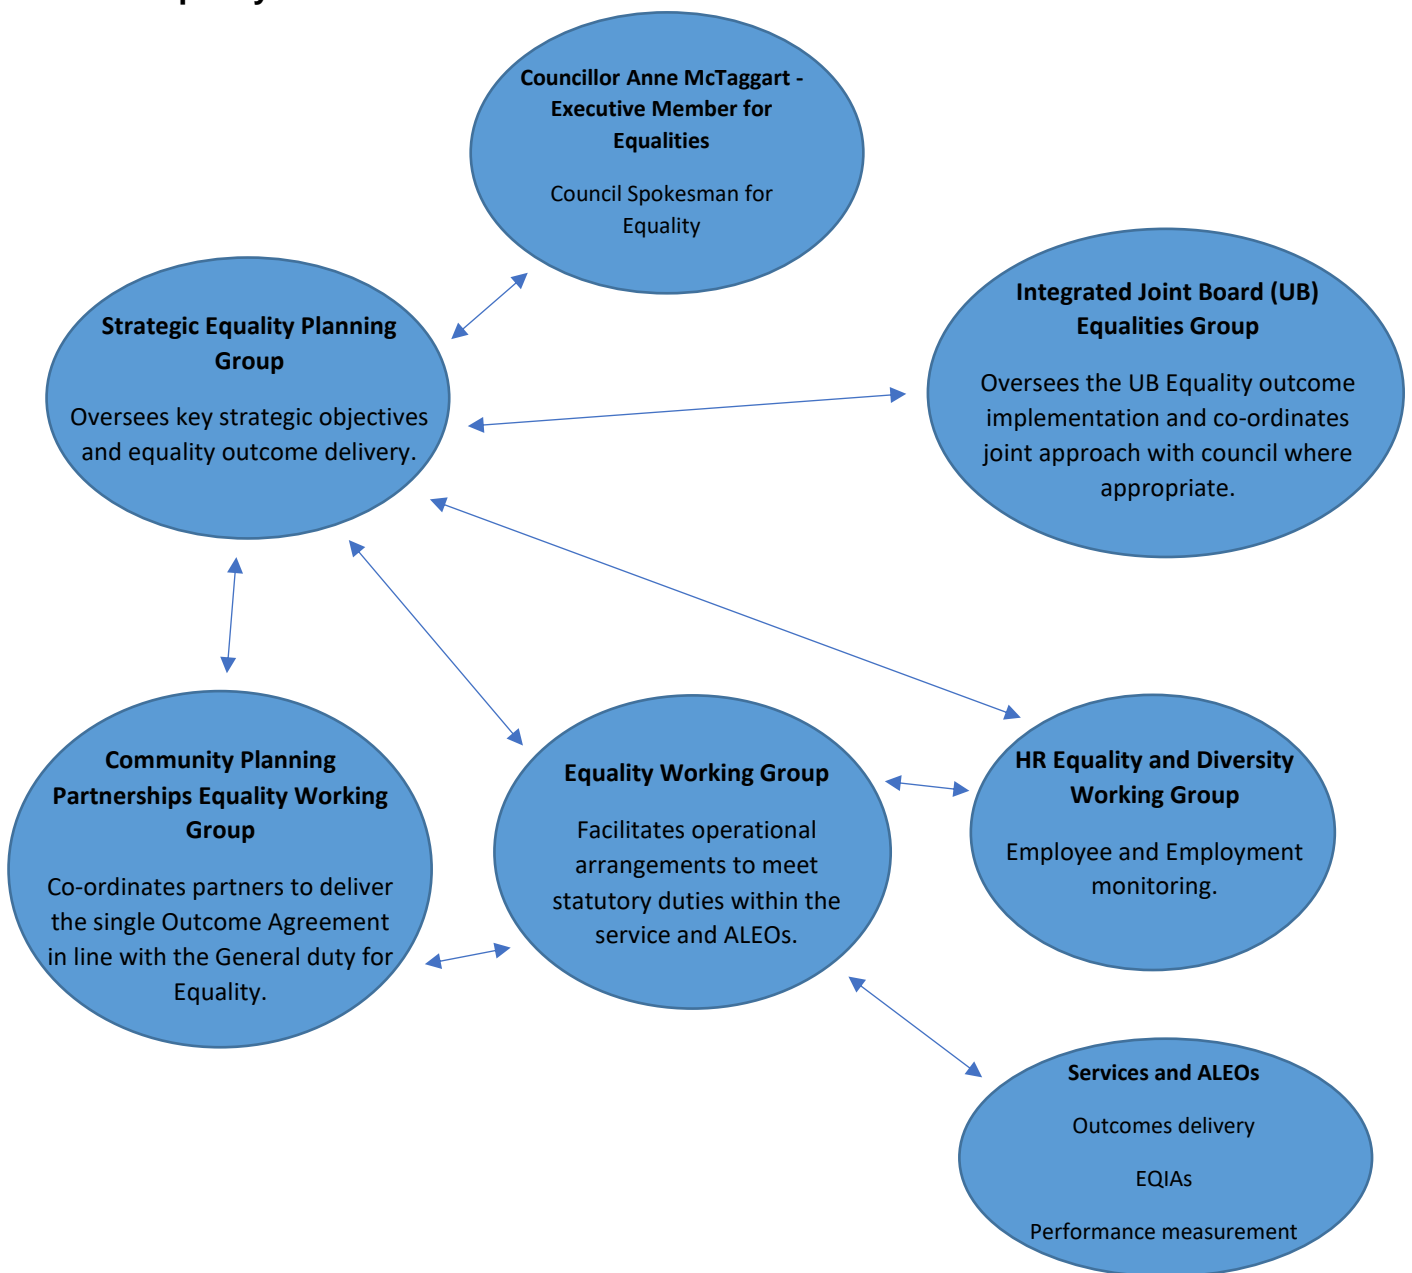 Councillor Anne McTaggart -
Executive Member for
Equalities
Council Spokesman for
Equality
Strategic Equality Planning
Group
Oversees key strategic objectives
and equality outcome delivery.
Integrated Joint Board (UB)
Equalities Group
Oversees the UB Equality outcome
implementation and co-ordinates
joint approach with council where
appropriate.
Community Planning
Partnerships Equality Working
Group
Co-ordinates partners to deliver
the single Outcome Agreement
in line with the General duty for
Equality.
Equality Working Group
Facilitates operational
arrangements to meet
statutory duties within the
service and ALEOs.
HR Equality and Diversity
Working Group
Employee and Employment
monitoring.
Services and ALEOs
Outcomes delivery
EQIAs
Performance measurement